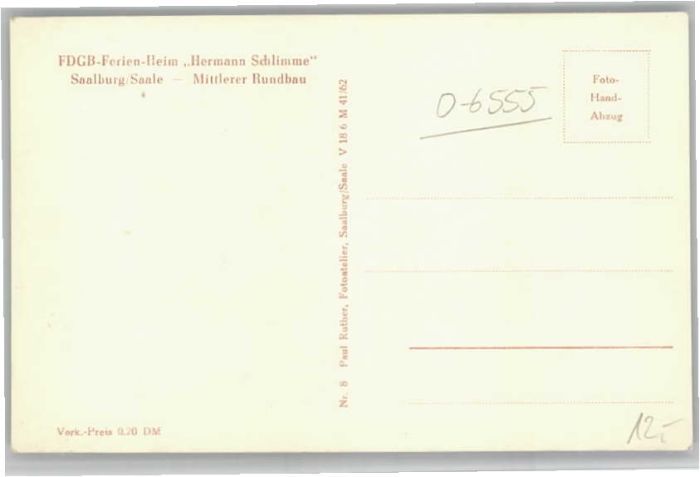 FDGB-Ferien-Heim „Hermann Schlimme“
Saalburg/Saale — Mittlerer Rundbau
Verk.-Preis 0.20 DM
Nr. 8 Paul Ruther, Fotoatelier, Saalburg/Saale V 18 6 M 41/62
0-6555
Foto-
Hand-
Abzug
12,-